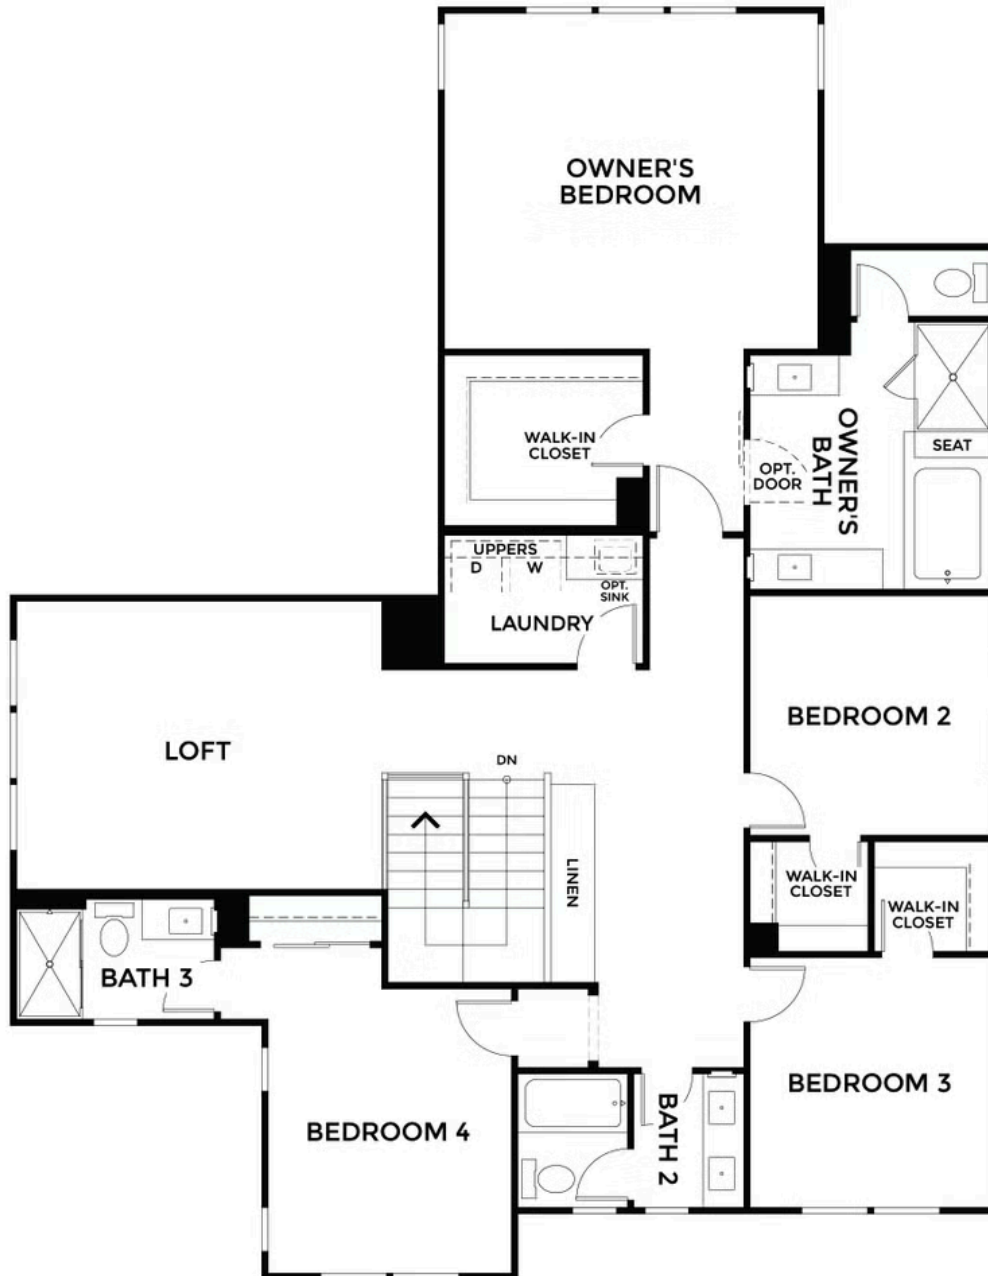 OWNER'S
BEDROOM
WALK-IN
CLOSET
OPT.
DOOR
OWNER'S
BATH
SEAT
UPPERS
D W
OPT.
SINK
LAUNDRY
BEDROOM 2
LOFT
DN
LINEN
WALK-IN
CLOSET
WALK-IN
CLOSET
BATH 3
BEDROOM 3
BEDROOM 4
BATH 2